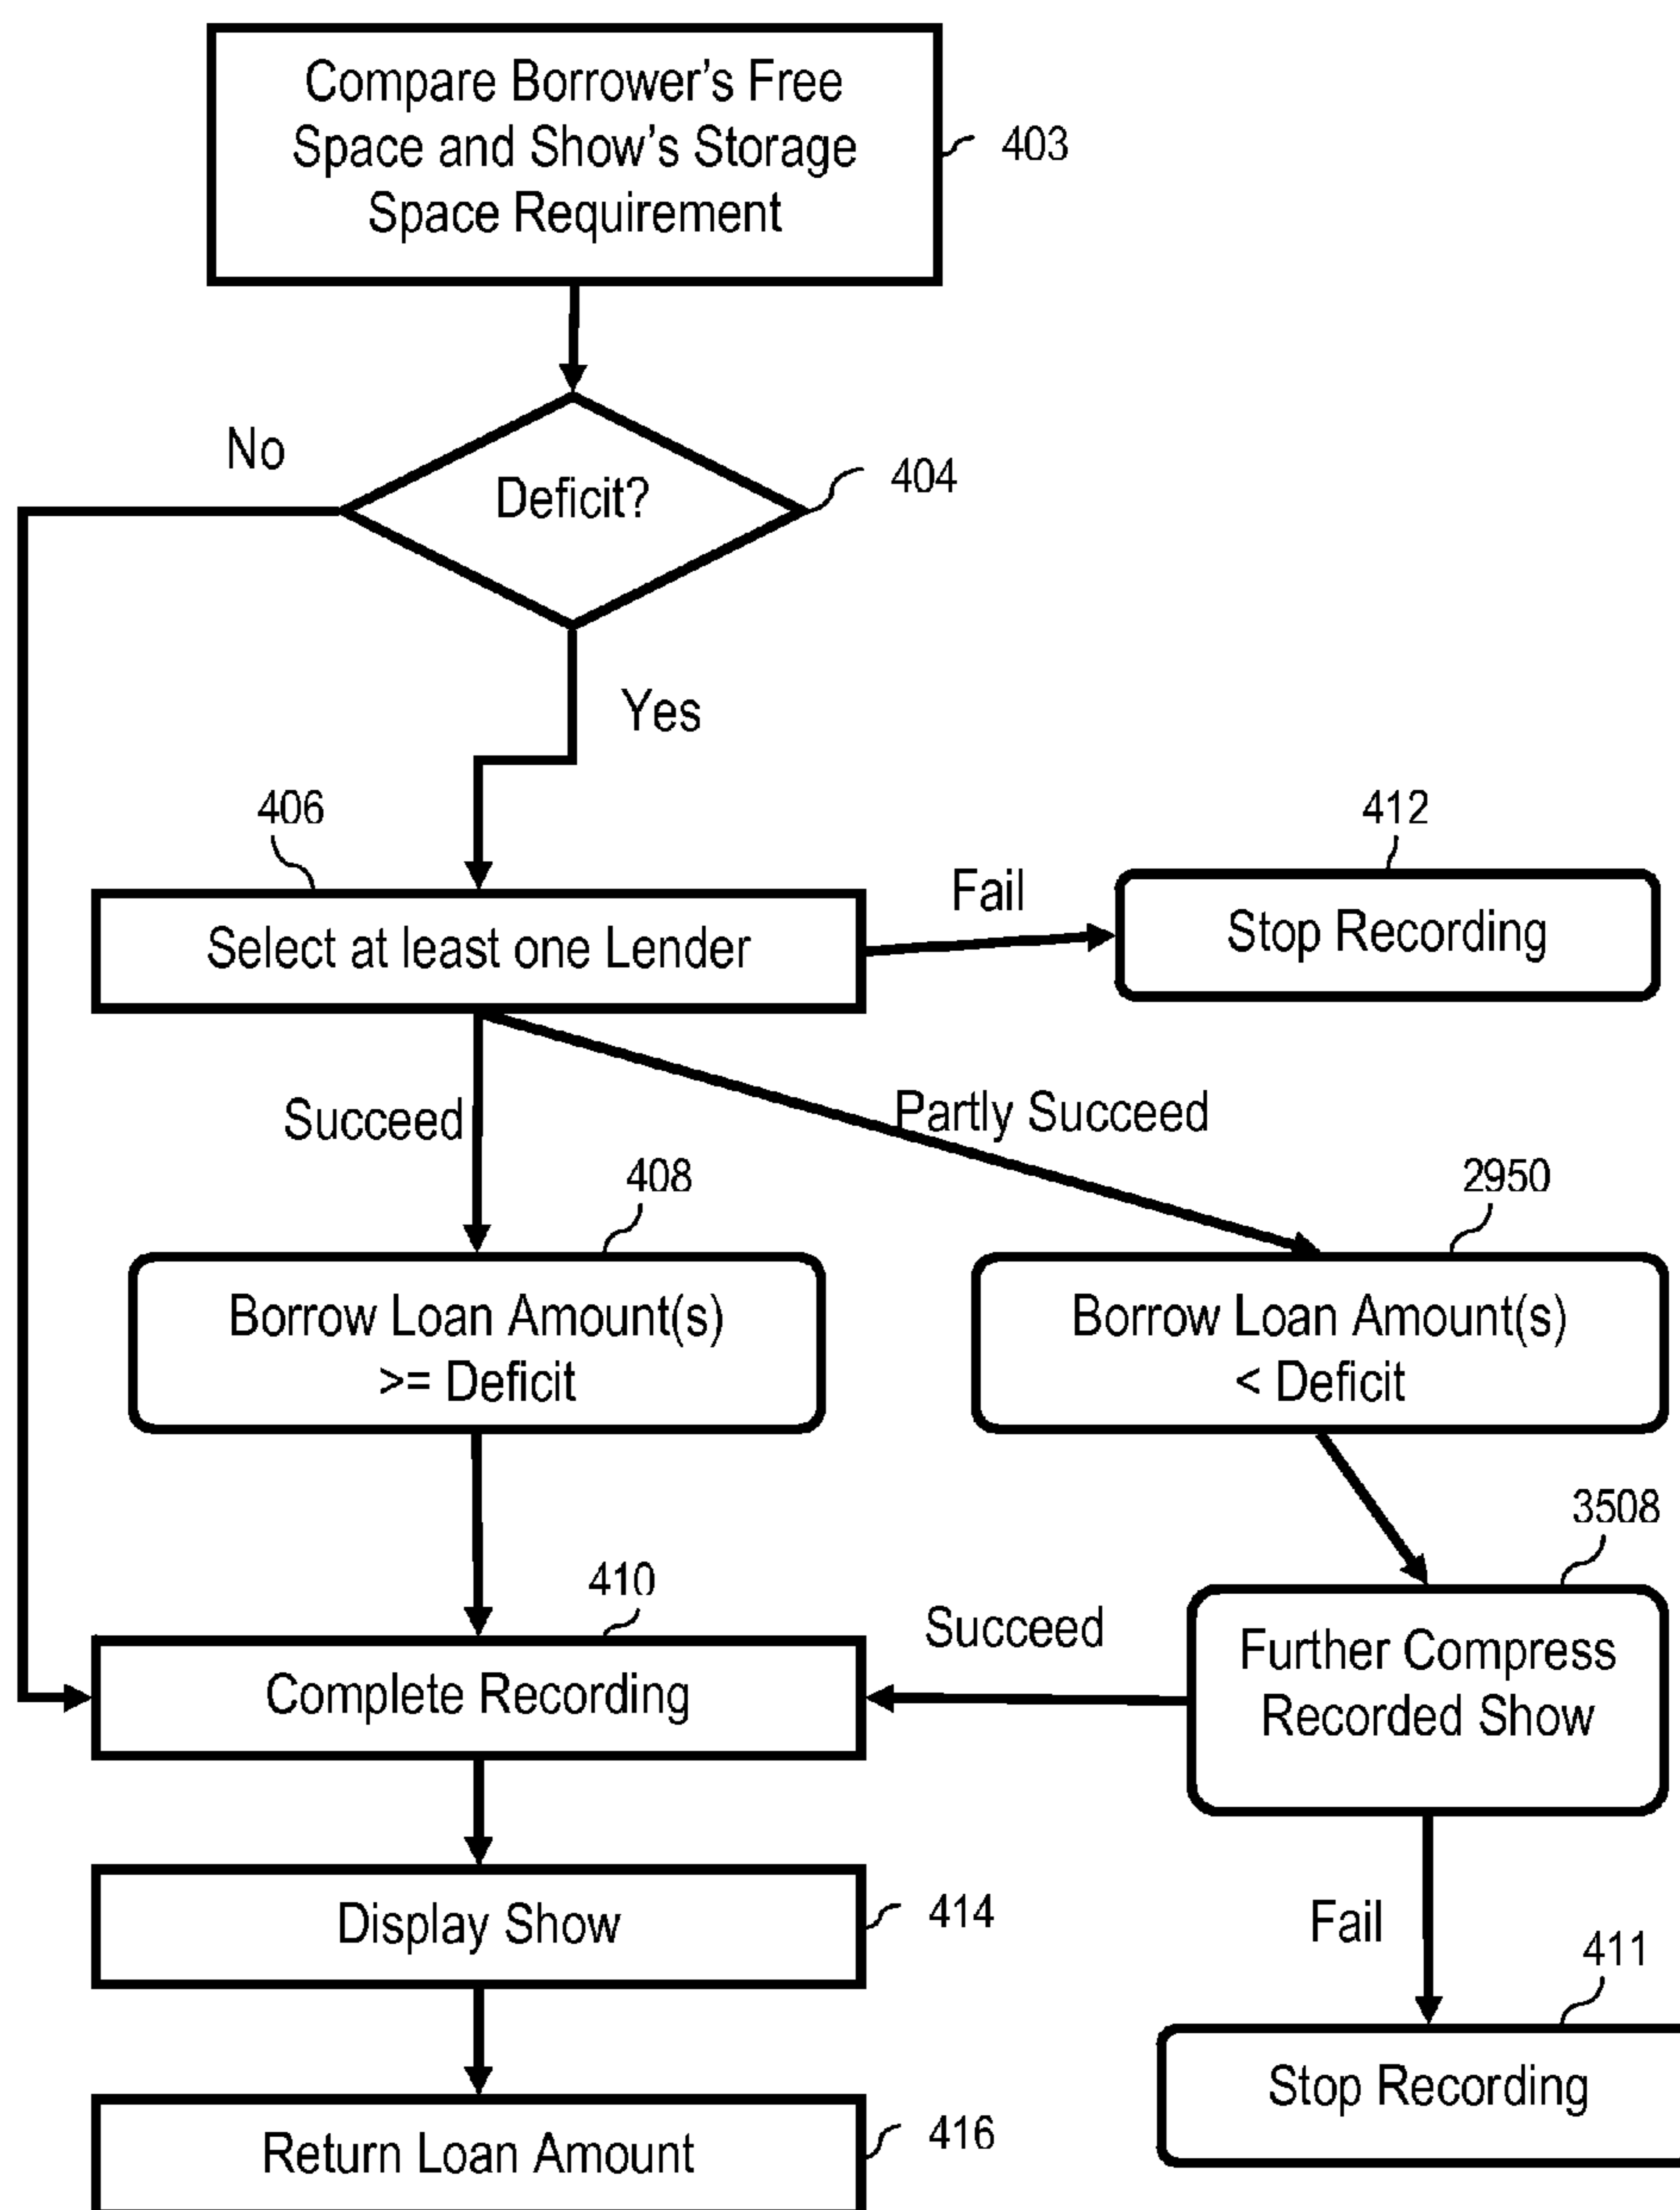 Compare Borrower's Free
Space and Show's Storage
Space Requirement
403
No
Deficit?
404
Yes
406
412
Fail
Select at least one Lender
Stop Recording
Succeed
Partly Succeed
408
2950
Borrow Loan Amount(s)
>= Deficit
Borrow Loan Amount(s)
< Deficit
3508
410
Succeed
Further Compress
Recorded Show
Complete Recording
Display Show
414
Fail
411
Stop Recording
Return Loan Amount
416